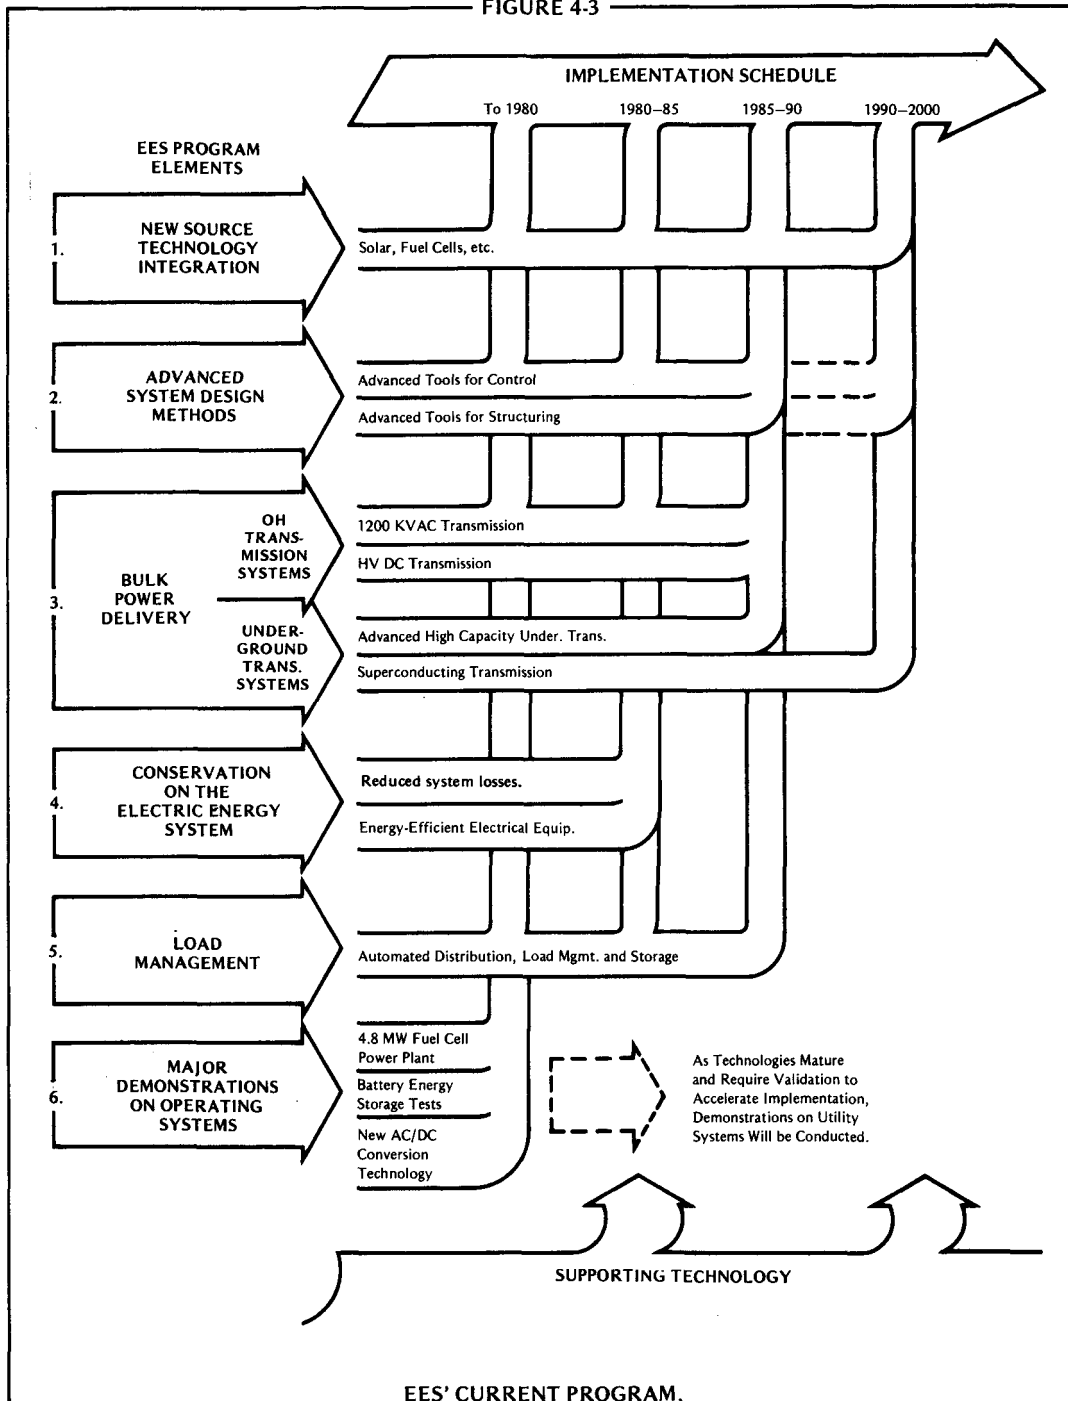 FIGURE 4-3
IMPLEMENTATION SCHEDULE
To 1980 1980–85 1985–90 1990–2000
EES PROGRAM
ELEMENTS
1.
NEW SOURCE
TECHNOLOGY
INTEGRATION
Solar, Fuel Cells, etc.
2.
ADVANCED
SYSTEM DESIGN
METHODS
Advanced Tools for Control
Advanced Tools for Structuring
3.
BULK
POWER
DELIVERY
OH
TRANS-
MISSION
SYSTEMS
1200 KVAC Transmission
HV DC Transmission
UNDER-
GROUND
TRANS.
SYSTEMS
Advanced High Capacity Under. Trans.
Superconducting Transmission
4.
CONSERVATION
ON THE
ELECTRIC ENERGY
SYSTEM
Reduced system losses.
Energy-Efficient Electrical Equip.
5.
LOAD
MANAGEMENT
Automated Distribution, Load Mgmt. and Storage
6.
MAJOR
DEMONSTRATIONS
ON OPERATING
SYSTEMS
4.8 MW Fuel Cell
Power Plant
Battery Energy
Storage Tests
New AC/DC
Conversion
Technology
As Technologies Mature
and Require Validation to
Accelerate Implementation,
Demonstrations on Utility
Systems Will be Conducted.
SUPPORTING TECHNOLOGY
EES' CURRENT PROGRAM.